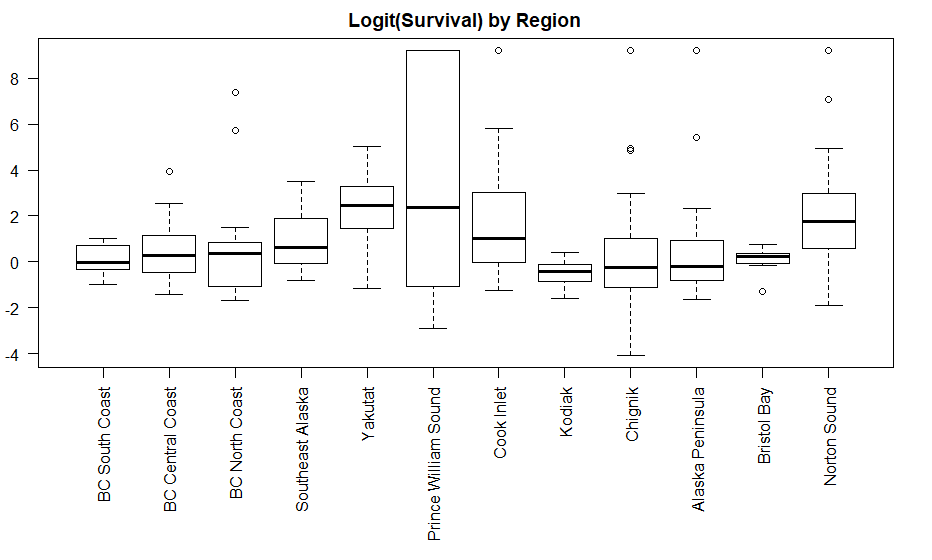 Logit(Survival) by Region
8
6
4
2
0
-2
-4
BC South Coast
BC Central Coast
BC North Coast
Southeast Alaska
Yakutat
Prince William Sound
Cook Inlet
Kodiak
Chignik
Alaska Peninsula
Bristol Bay
Norton Sound